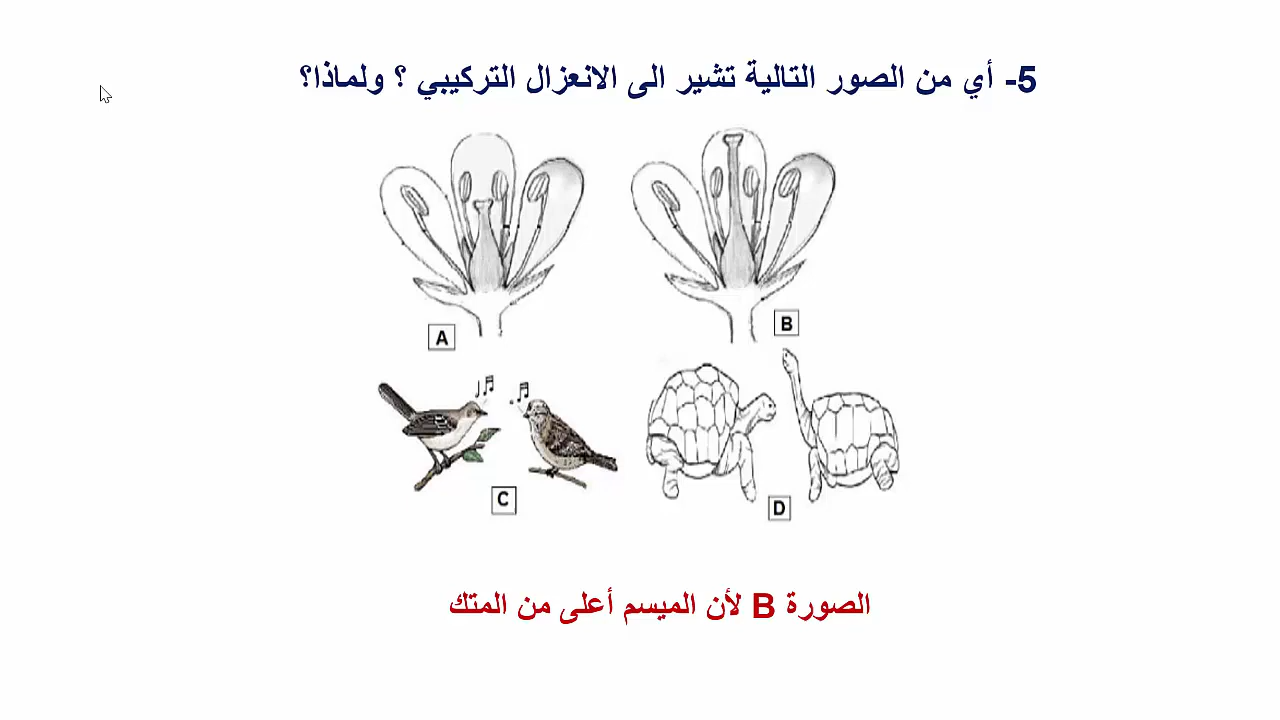 5- أي من الصور التالية تشير الى الانعزال التركيبي ؟ ولماذا؟
A
B
C
D
الصورة B لأن الميسم أعلى من المتك